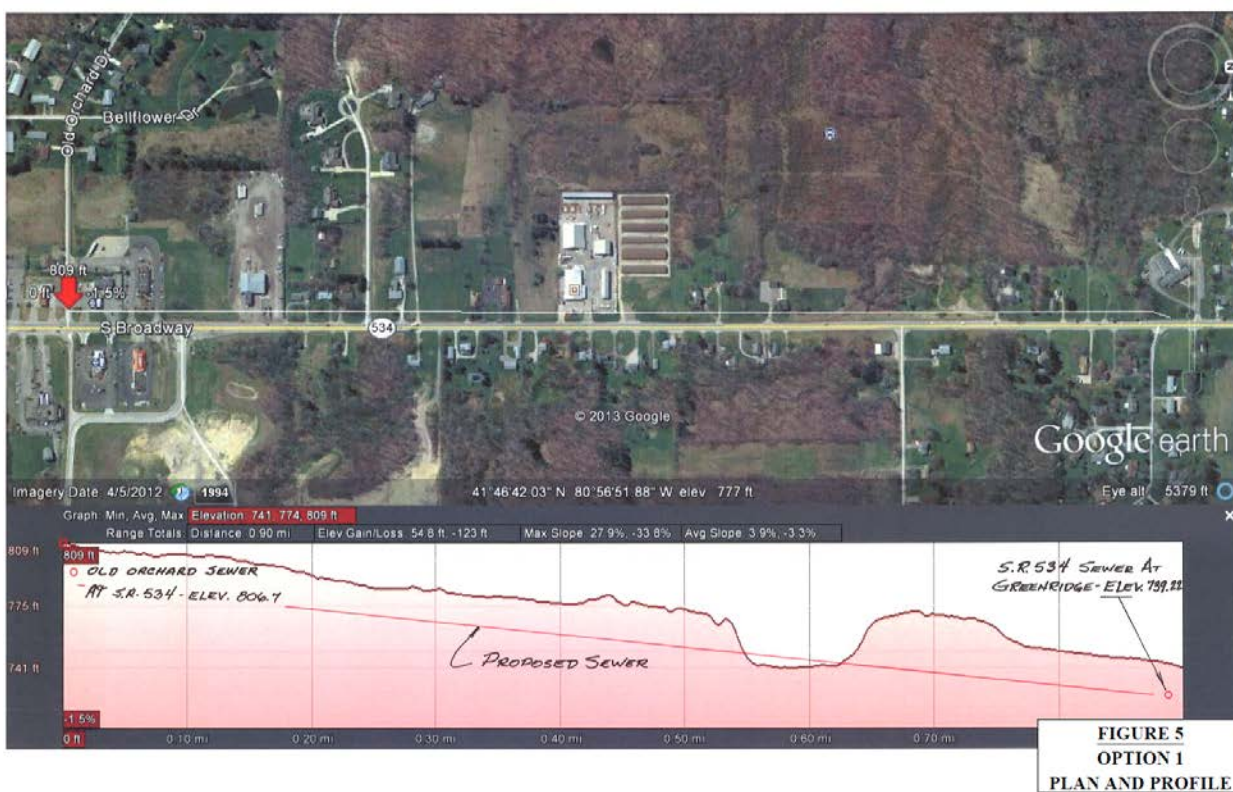 Old Orchard Dr
Bellflower Dr
809 ft
0 ft -1.5%
S Broadway
534
© 2013 Google
Google earth
Imagery Date: 4/5/2012 1994 41°46'42.03" N 80°56'51.88" W elev 777 ft Eye alt 5379 ft
Graph: Min, Avg, Max Elevation: 741, 774, 809 ft
Range Totals: Distance: 0.90 mi Elev Gain/Loss: 54.8 ft, -123 ft Max Slope: 27.9%, -33.8% Avg Slope: 3.9%, -3.3%
809 ft
809 ft
OLD ORCHARD SEWER
AT S.R. 534 - ELEV. 806.7
S.R. 534 SEWER AT
GREENRIDGE - ELEV. 739.22
775 ft
PROPOSED SEWER
741 ft
-1.5%
0 ft 0.10 mi 0.20 mi 0.30 mi 0.40 mi 0.50 mi 0.60 mi 0.70 mi
FIGURE 5
OPTION 1
PLAN AND PROFILE